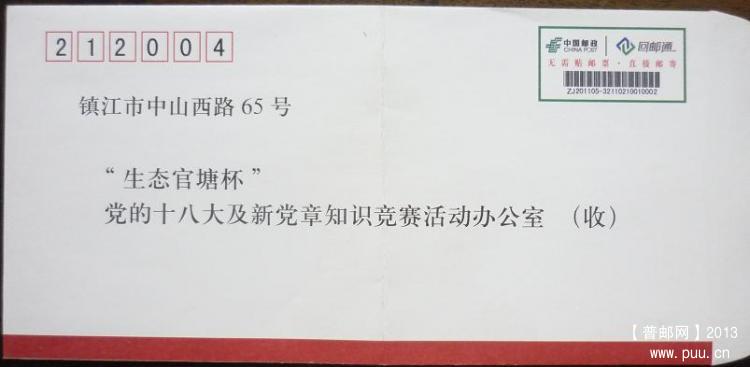 212004
中国邮政
CHINA POST
回邮通
无需贴邮票·直接邮寄
ZJ201105-32110210010002
镇江市中山西路 65 号
“生态官塘杯”
党的十八大及新党章知识竞赛活动办公室 （收）
【普邮网】2013
www.puu.cn